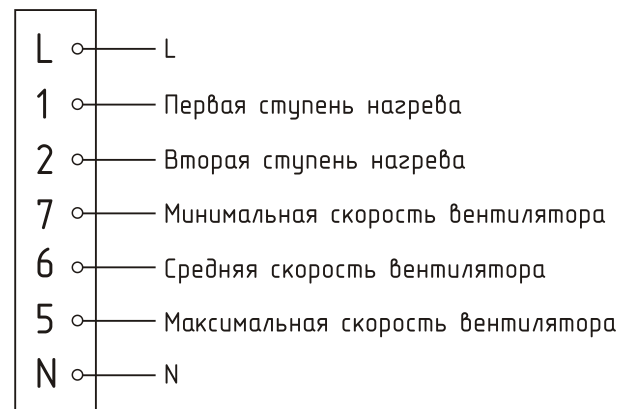 L L
1 Первая ступень нагрева
2 Вторая ступень нагрева
7 Минимальная скорость вентилятора
6 Средняя скорость вентилятора
5 Максимальная скорость вентилятора
N N